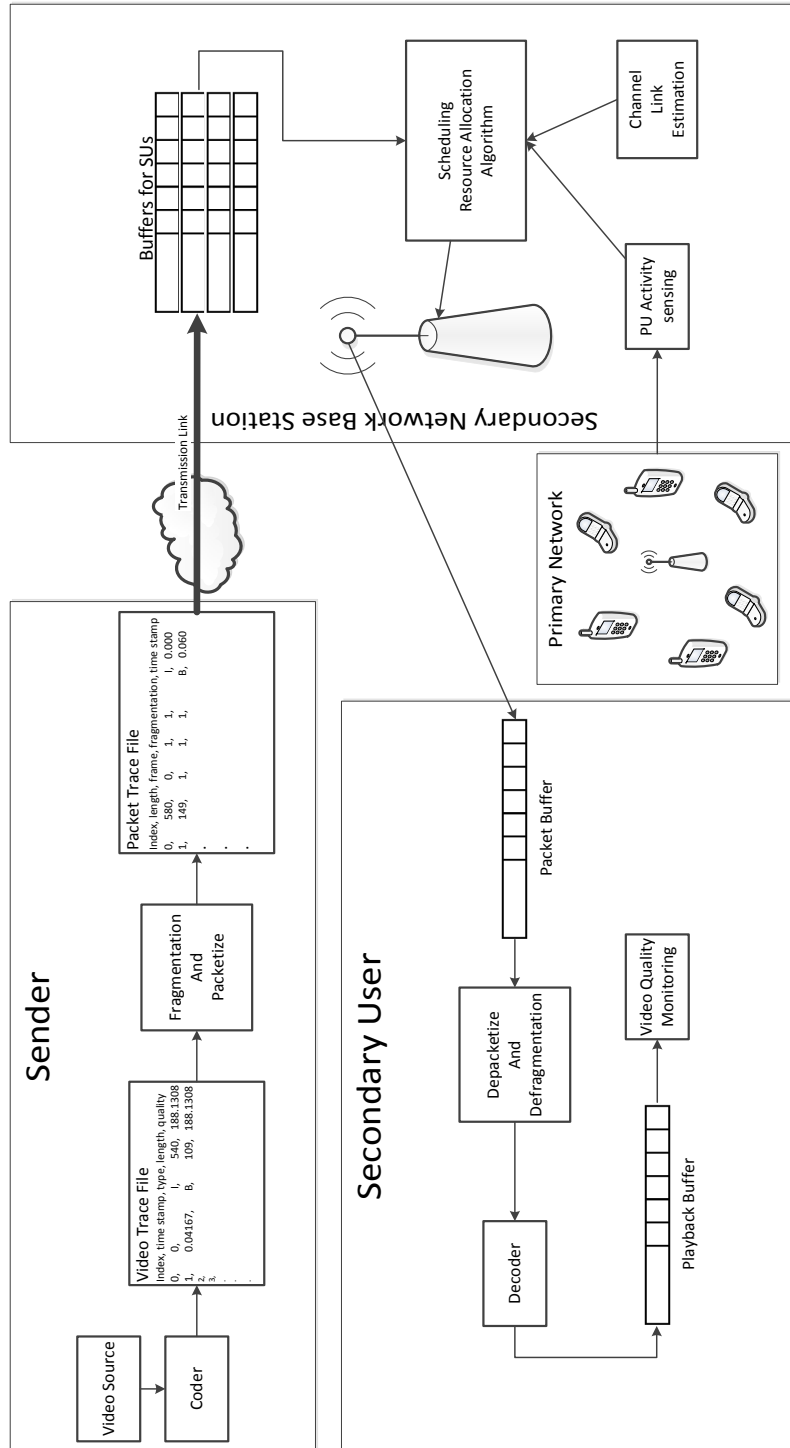 Sender
Video Source
Coder
Video Trace File
Index, time stamp, type, length, quality
0, 0, I, 540, 188.1308
1, 0.04167, B, 109, 188.1308
2,
3,
.
.
Fragmentation
And
Packetize
Packet Trace File
Index, length, frame, fragmentation, time stamp
0, 580, 0, 1, 1, I, 0.000
1, 149, 1, 1, 1, B, 0.060
. 
.
.
Transmission Link
Buffers for SUs
Scheduling
Resource Allocation
Algorithm
Channel
Link
Estimation
PU Activity
sensing
Secondary Network Base Station
Primary Network
Secondary User
Packet Buffer
Depacketize
And
Defragmentation
Decoder
Playback Buffer
Video Quality
Monitoring